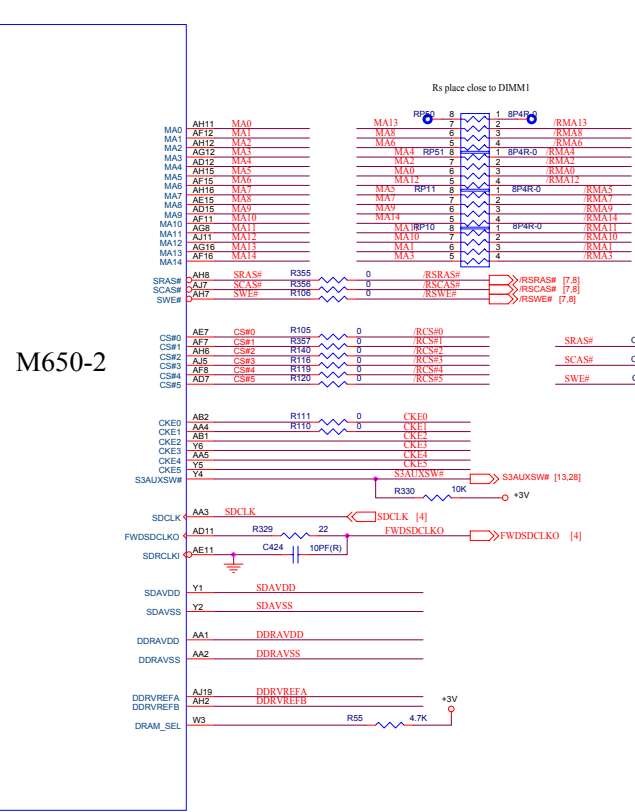 Rs place close to DIMM1
RP50 8 1 8P4R-0
MA0 AH11 MA0 MA13 7 2 /RMA13
MA1 AF12 MA1 MA8 6 3 /RMA8
MA2 AH12 MA2 MA6 5 4 /RMA6
MA3 AG12 MA3 MA4 RP51 8 1 8P4R-0 /RMA4
MA4 AD12 MA4 MA2 7 2 /RMA2
MA5 AH15 MA5 MA0 6 3 /RMA0
MA6 AF15 MA6 MA12 5 4 /RMA12
MA7 AH16 MA7 MA5 RP11 8 1 8P4R-0 /RMA5
MA8 AE15 MA8 MA7 7 2 /RMA7
MA9 AD15 MA9 MA9 6 3 /RMA9
MA10 AF11 MA10 MA14 5 4 /RMA14
MA11 AG8 MA11 RP10 8 1 8P4R-0 /RMA11
MA12 AJ11 MA12 MA10 7 2 /RMA10
MA13 AG16 MA13 MA1 6 3 /RMA1
MA14 AF16 MA14 MA3 5 4 /RMA3
SRAS# AH8 SRAS# R355 0 /RSRAS# /RSRAS# [7,8]
SCAS# AJ7 SCAS# R356 0 /RSCAS# /RSCAS# [7,8]
SWE# AH7 SWE# R106 0 /RSWE# /RSWE# [7,8]
CS#0 AE7 CS#0 R105 0 /RCS#0
CS#1 AF7 CS#1 R357 0 /RCS#1 SRAS#
CS#2 AH6 CS#2 R140 0 /RCS#2
M650-2
CS#3 AJ5 CS#3 R116 0 /RCS#3 SCAS#
CS#4 AF8 CS#4 R119 0 /RCS#4
CS#5 AD7 CS#5 R120 0 /RCS#5 SWE#
CKE0 AB2 R111 0 CKE0
CKE1 AA4 R110 0 CKE1
CKE2 AB1 CKE2
CKE3 Y6 CKE3
CKE4 AA5 CKE4
CKE5 Y5 CKE5
S3AUXSW# Y4 S3AUXSW# S3AUXSW# [13,28]
R330 10K +3V
SDCLK AA3 SDCLK SDCLK [4]
FWDSDCLKO AD11 R329 22 FWDSDCLKO FWDSDCLKO [4]
SDRCLKI AE11 C424 10PF(R)
SDAVDD Y1 SDAVDD
SDAVSS Y2 SDAVSS
DDRAVDD AA1 DDRAVDD
DDRAVSS AA2 DDRAVSS
DDRVREFA AJ19 DDRVREFA
DDRVREFB AH2 DDRVREFB +3V
DRAM_SEL W3 R55 4.7K